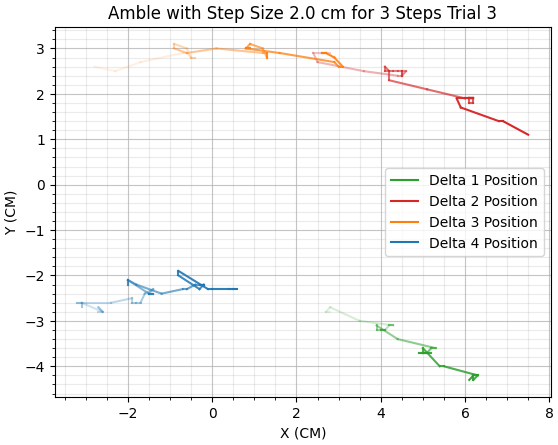 Amble with Step Size 2.0 cm for 3 Steps Trial 3
Y (CM)
3
2
1
0
−1
−2
−3
−4
Delta 1 Position
Delta 2 Position
Delta 3 Position
Delta 4 Position
−2
0
2
4
6
8
X (CM)